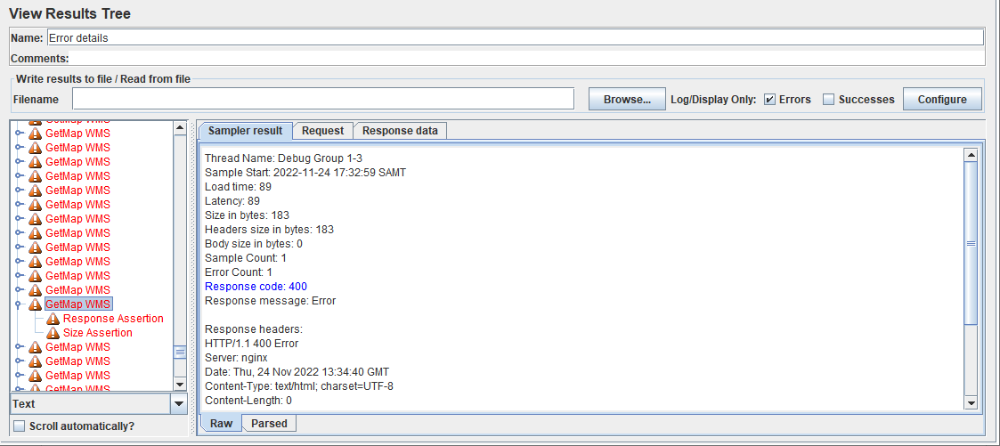 View Results Tree
Name: Error details
Comments:
Write results to file / Read from file
Filename Browse... Log/Display Only: Errors Successes Configure
GetMap WMS
GetMap WMS
GetMap WMS
GetMap WMS
GetMap WMS
GetMap WMS
GetMap WMS
GetMap WMS
GetMap WMS
GetMap WMS
GetMap WMS
GetMap WMS
GetMap WMS
GetMap WMS
Response Assertion
Size Assertion
GetMap WMS
GetMap WMS
GetMap WMS
GetMap WMS
Text
Scroll automatically?
Sampler result Request Response data
Thread Name: Debug Group 1-3
Sample Start: 2022-11-24 17:32:59 SAMT
Load time: 89
Latency: 89
Size in bytes: 183
Headers size in bytes: 183
Body size in bytes: 0
Sample Count: 1
Error Count: 1
Response code: 400
Response message: Error
Response headers:
HTTP/1.1 400 Error
Server: nginx
Date: Thu, 24 Nov 2022 13:34:40 GMT
Content-Type: text/html; charset=UTF-8
Content-Length: 0
Raw Parsed